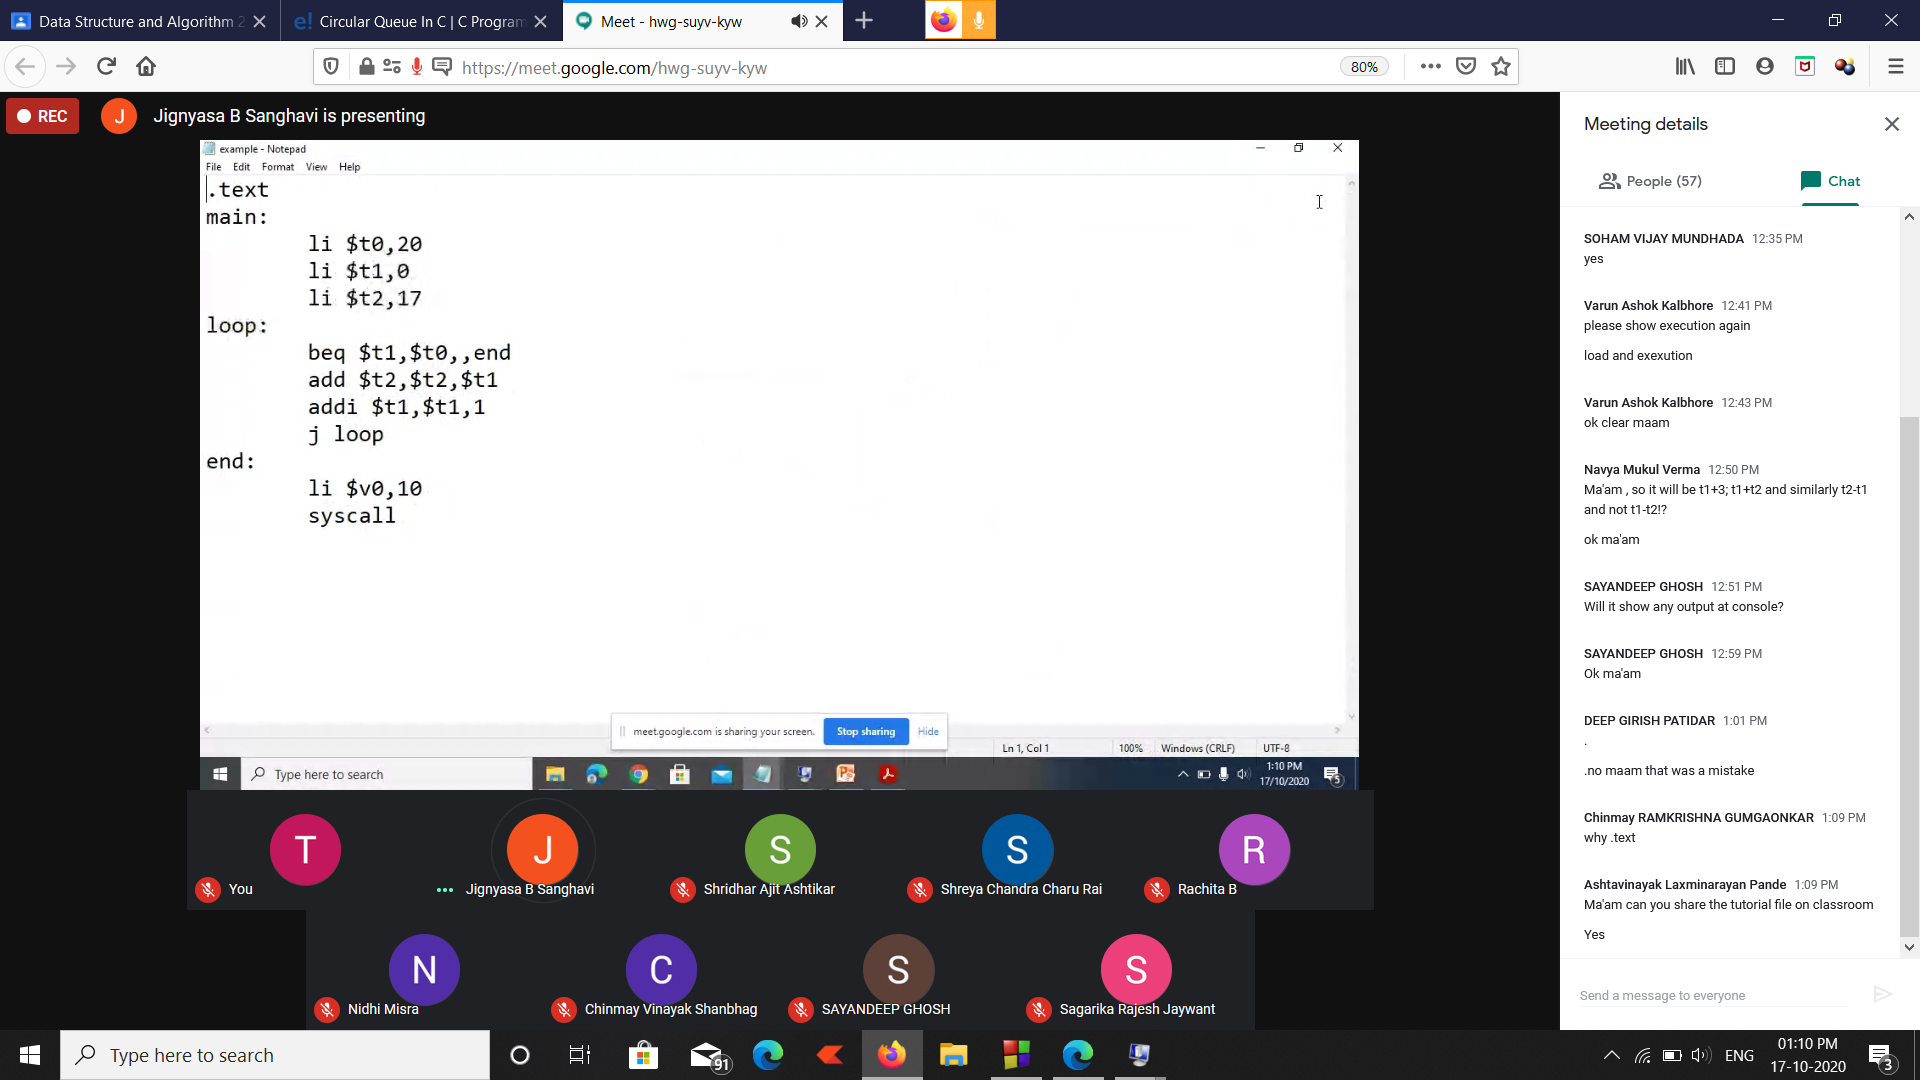 Data Structure and Algorithm 2
Circular Queue In C | C Program
Meet - hwg-suyv-kyw
https://meet.google.com/hwg-suyv-kyw
80%
REC
J
Jignyasa B Sanghavi is presenting
example - Notepad
File Edit Format View Help
.text
main:
li $t0,20
li $t1,0
li $t2,17
loop:
beq $t1,$t0,,end
add $t2,$t2,$t1
addi $t1,$t1,1
j loop
end:
li $v0,10
syscall
meet.google.com is sharing your screen.
Stop sharing
Hide
Ln 1, Col 1
100%
Windows (CRLF)
UTF-8
Type here to search
1:10 PM
17/10/2020
5
T
You
J
Jignyasa B Sanghavi
S
Shridhar Ajit Ashtikar
S
Shreya Chandra Charu Rai
R
Rachita B
N
Nidhi Misra
C
Chinmay Vinayak Shanbhag
S
SAYANDEEP GHOSH
S
Sagarika Rajesh Jaywant
Meeting details
People (57)
Chat
SOHAM VIJAY MUNDHADA 12:35 PM
yes
Varun Ashok Kalbhore 12:41 PM
please show execution again
load and exexution
Varun Ashok Kalbhore 12:43 PM
ok clear maam
Navya Mukul Verma 12:50 PM
Ma'am , so it will be t1+3; t1+t2 and similarly t2-t1
and not t1-t2!?
ok ma'am
SAYANDEEP GHOSH 12:51 PM
Will it show any output at console?
SAYANDEEP GHOSH 12:59 PM
Ok ma'am
DEEP GIRISH PATIDAR 1:01 PM
.
.no maam that was a mistake
Chinmay RAMKRISHNA GUMGAONKAR 1:09 PM
why .text
Ashtavinayak Laxminarayan Pande 1:09 PM
Ma'am can you share the tutorial file on classroom
Yes
Send a message to everyone
Type here to search
91
ENG
01:10 PM
17-10-2020
3